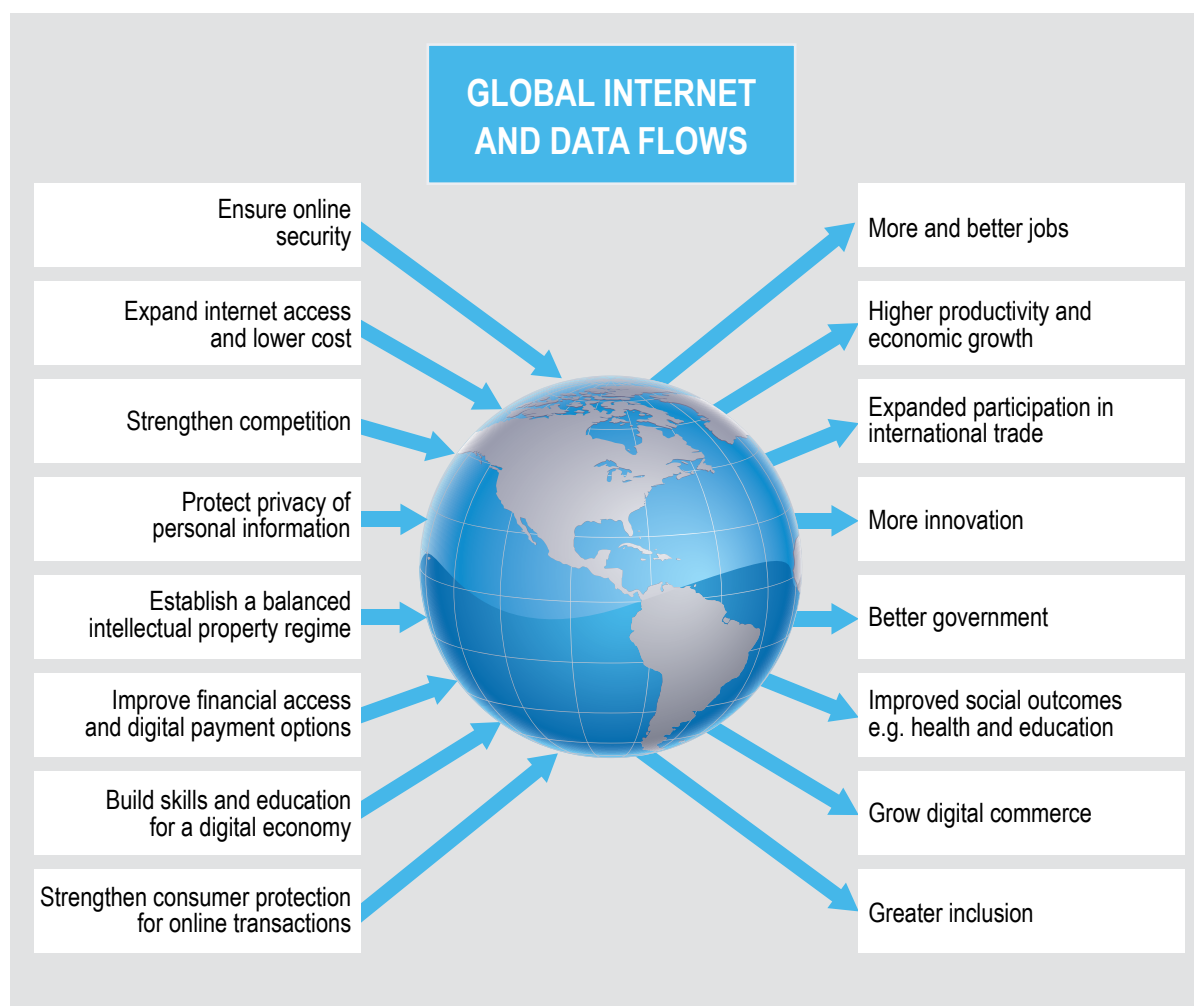 GLOBAL INTERNET
AND DATA FLOWS
Ensure online
security
Expand internet access
and lower cost
Strengthen competition
Protect privacy of
personal information
Establish a balanced
intellectual property regime
Improve financial access
and digital payment options
Build skills and education
for a digital economy
Strengthen consumer protection
for online transactions
More and better jobs
Higher productivity and
economic growth
Expanded participation in
international trade
More innovation
Better government
Improved social outcomes
e.g. health and education
Grow digital commerce
Greater inclusion